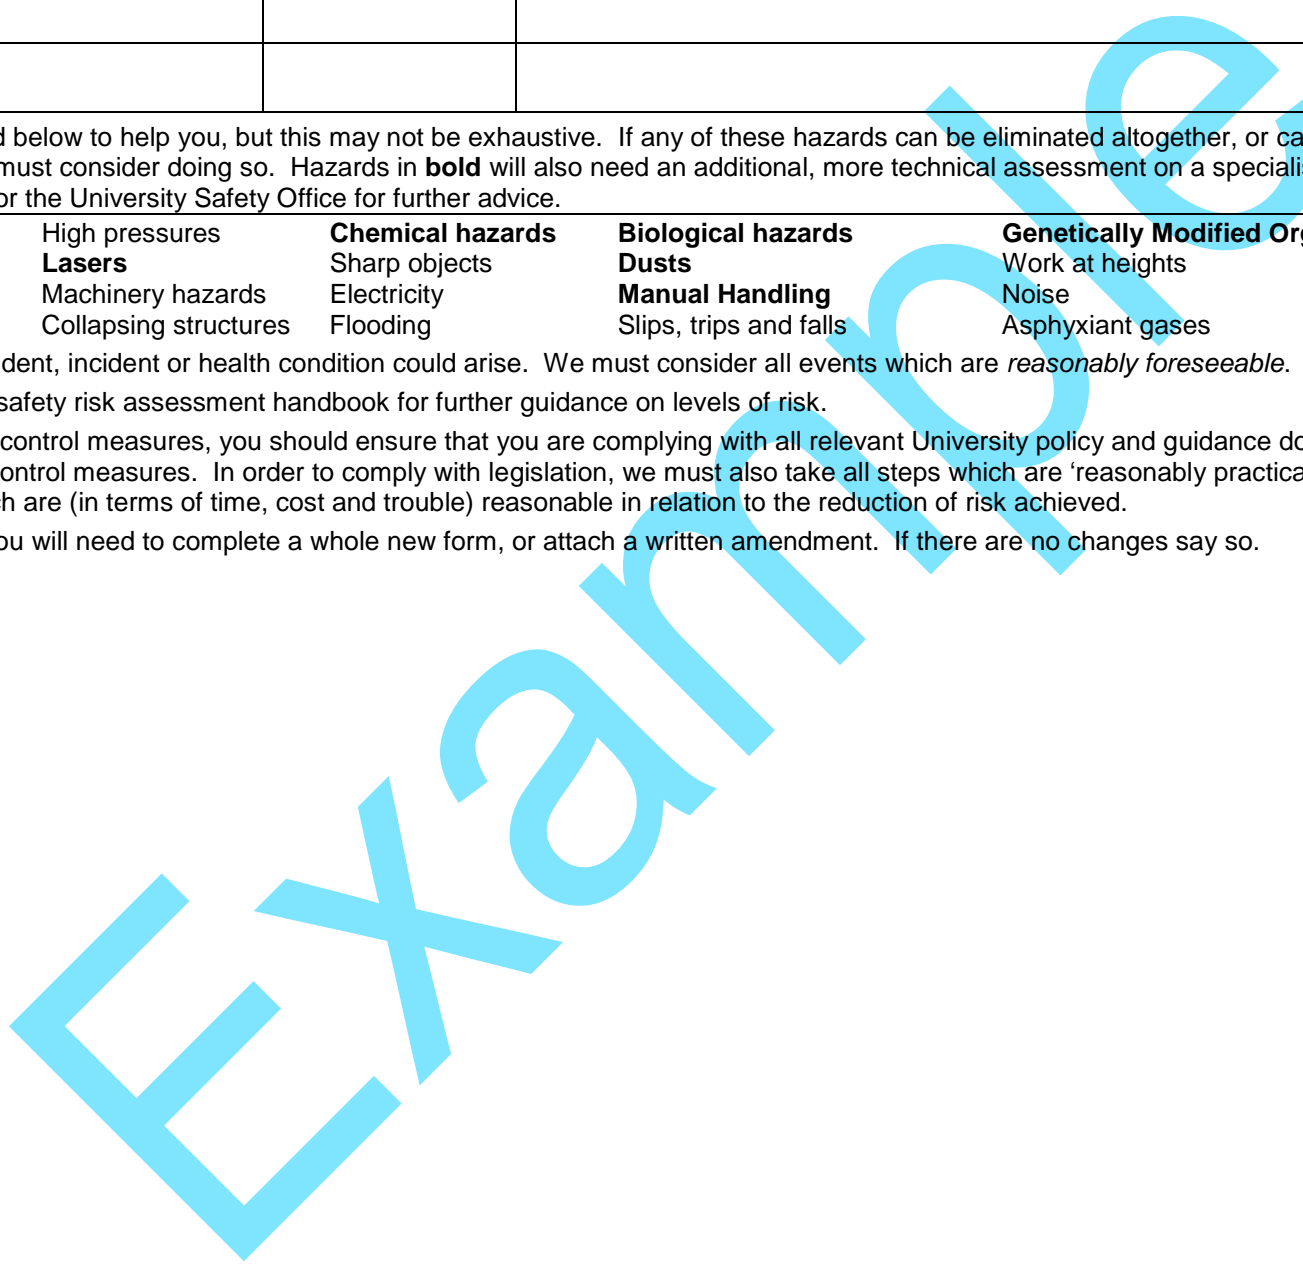 below to help you, but this may not be exhaustive.  If any of these hazards can be eliminated altogether, or
must consider doing so.  Hazards in bold will also need an additional, more technical assessment on a
or the University Safety Office for further advice.
High pressures Chemical hazards Biological hazards Genetically Modified
Lasers Sharp objects Dusts Work at heights
Machinery hazards Electricity Manual Handling Noise
Collapsing structures Flooding Slips, trips and falls Asphyxiant gases
incident or health condition could arise.  We must consider all events which are reasonably foreseeable.
safety risk assessment handbook for further guidance on levels of risk.
control measures, you should ensure that you are complying with all relevant University policy and guidance
control measures.  In order to comply with legislation, we must also take all steps which are ‘reasonably
are (in terms of time, cost and trouble) reasonable in relation to the reduction of risk achieved.
will need to complete a whole new form, or attach a written amendment.  If there are no changes say so.
Example